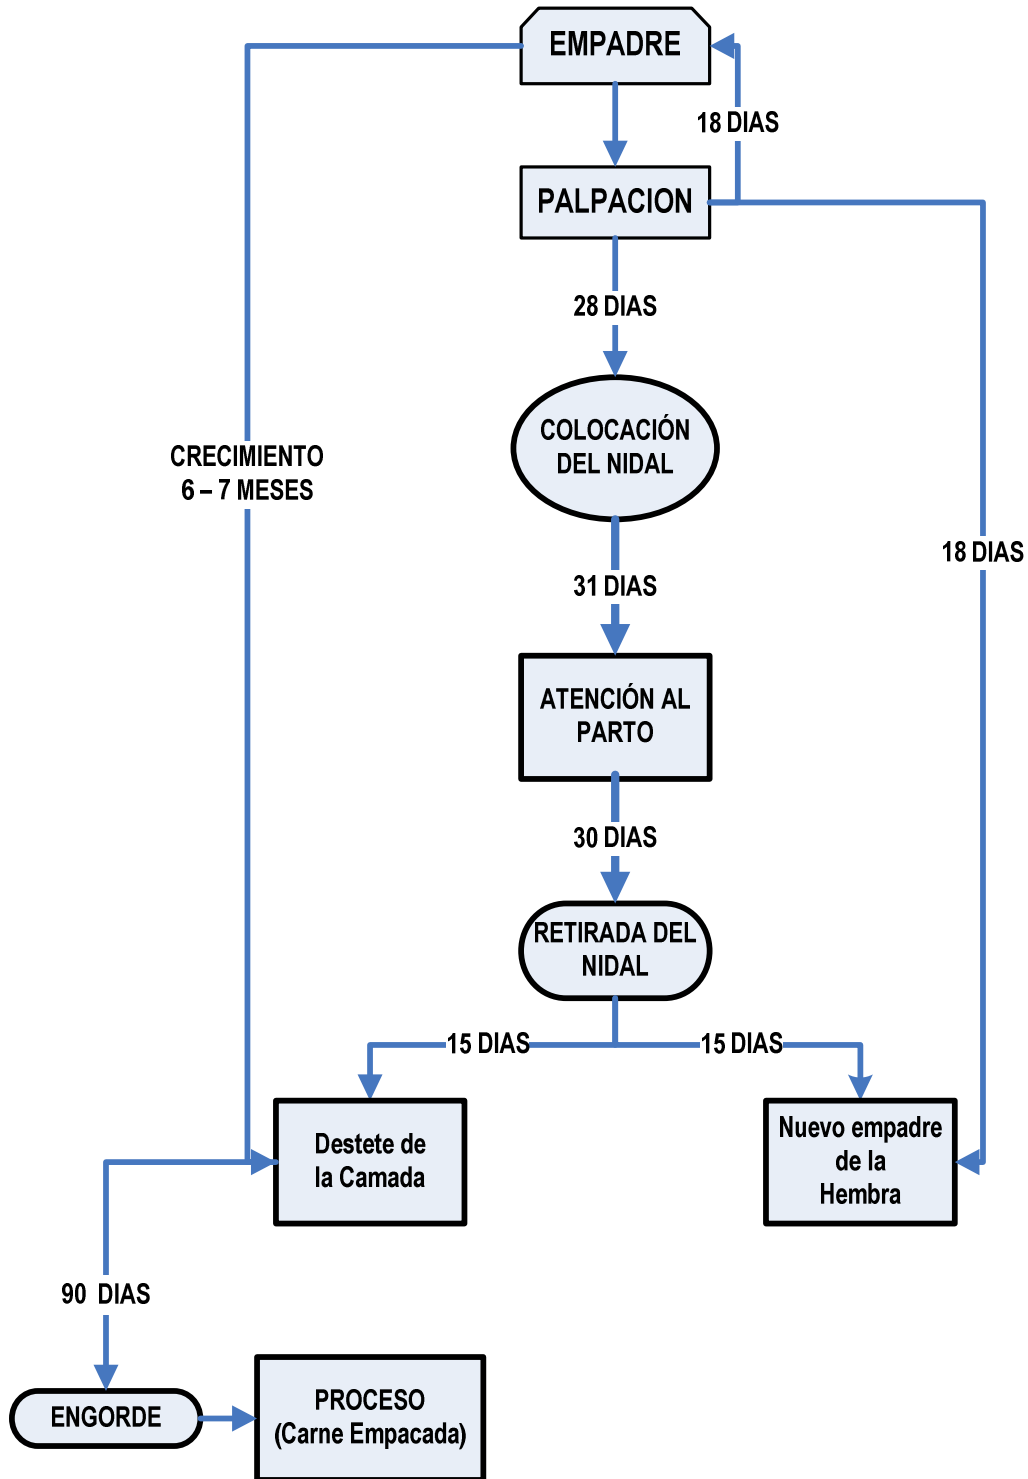 EMPADRE
18 DIAS
PALPACION
28 DIAS
COLOCACIÓN
DEL NIDAL
CRECIMIENTO
6 – 7 MESES
18 DIAS
31 DIAS
ATENCIÓN AL
PARTO
30 DIAS
RETIRADA DEL
NIDAL
15 DIAS
15 DIAS
Destete de
la Camada
Nuevo empadre
de la
Hembra
90 DIAS
ENGORDE
PROCESO
(Carne Empacada)